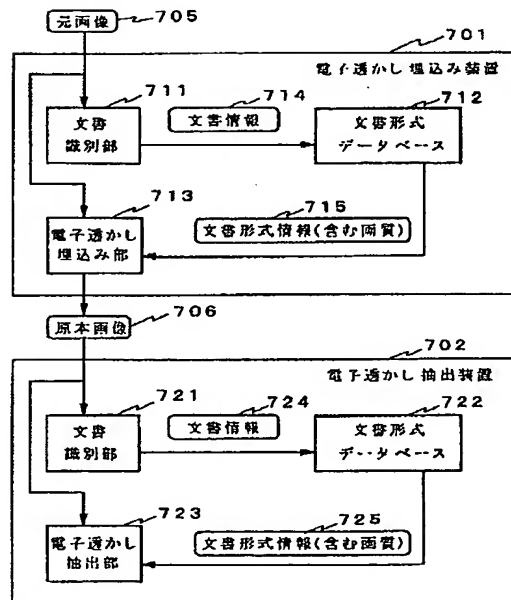 元画像 705
701
電子透かし 埋込み装置
711 714 712
文書
識別部
文書情報
文書形式
データベース
713
電子透かし
埋込み部
715
文書形式情報(含む画質)
原本画像 706
702
電子透かし 抽出装置
721 724 722
文書
識別部
文書情報
文書形式
データベース
723
電子透かし
抽出部
725
文書形式情報(含む画質)